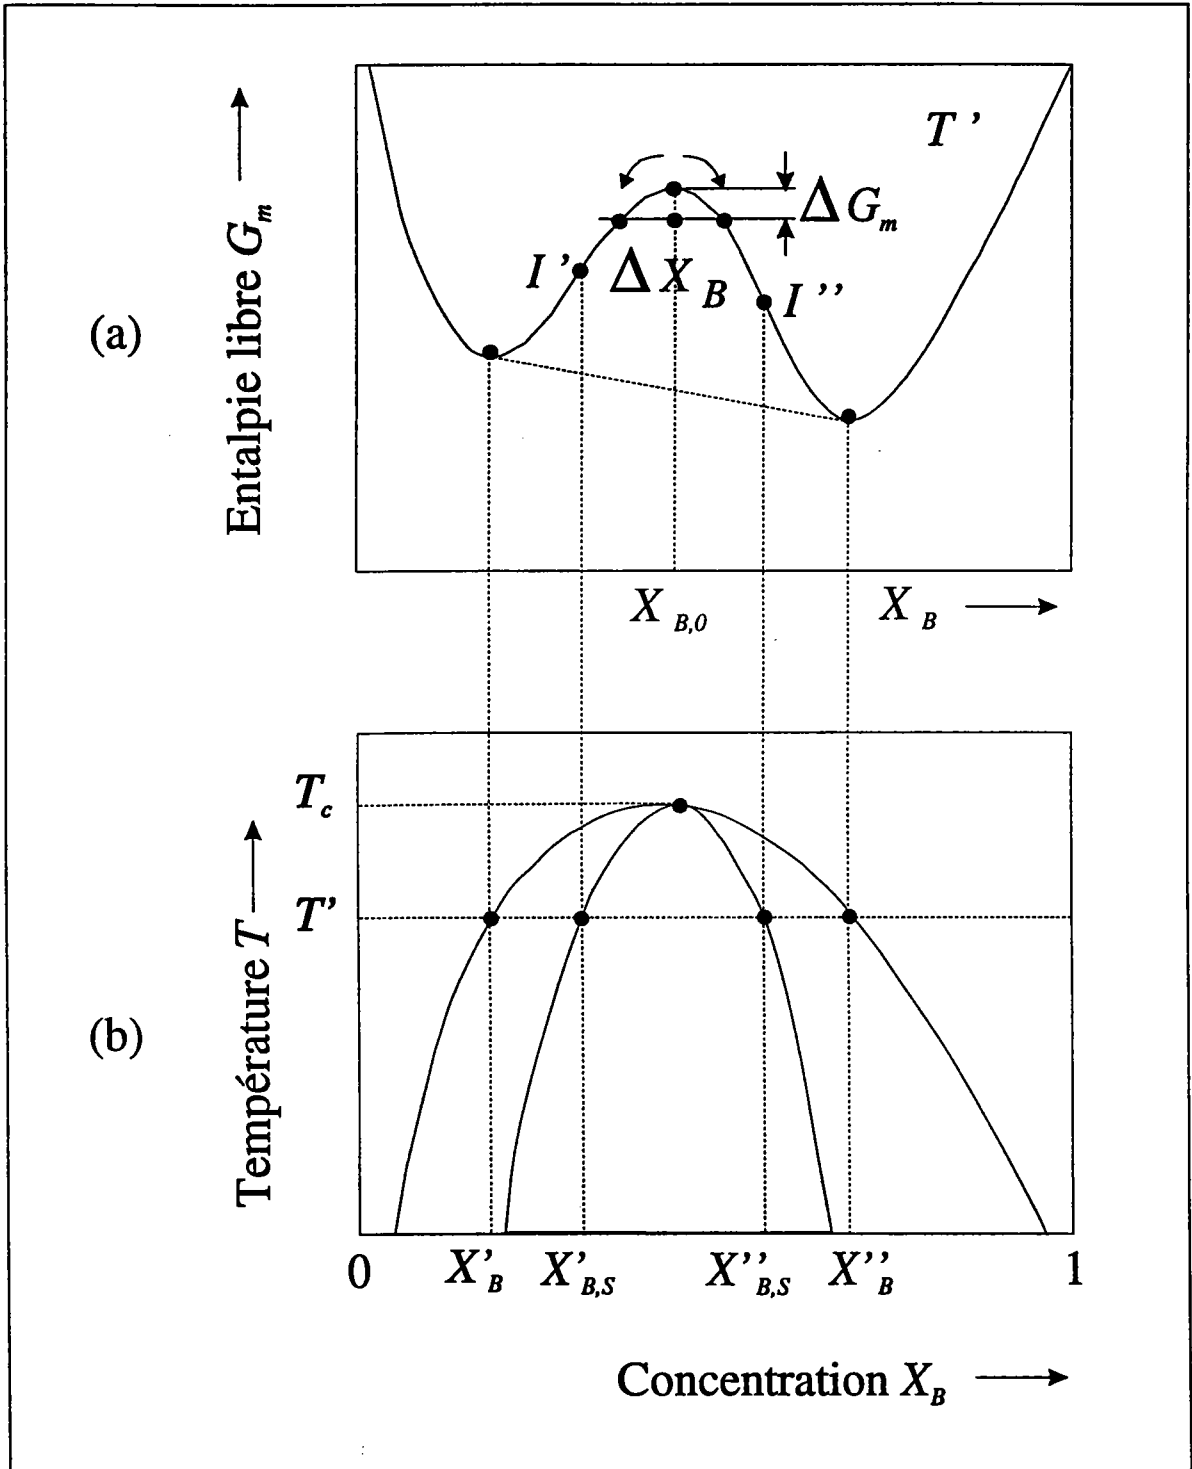 (a)
Entalpie libre G_m
T'
ΔG_m
I'
ΔX_B
I''
X_B,0
X_B
(b)
Température T
T_c
T'
0
X'_B
X'_B,S
X''_B,S
X''_B
1
Concentration X_B